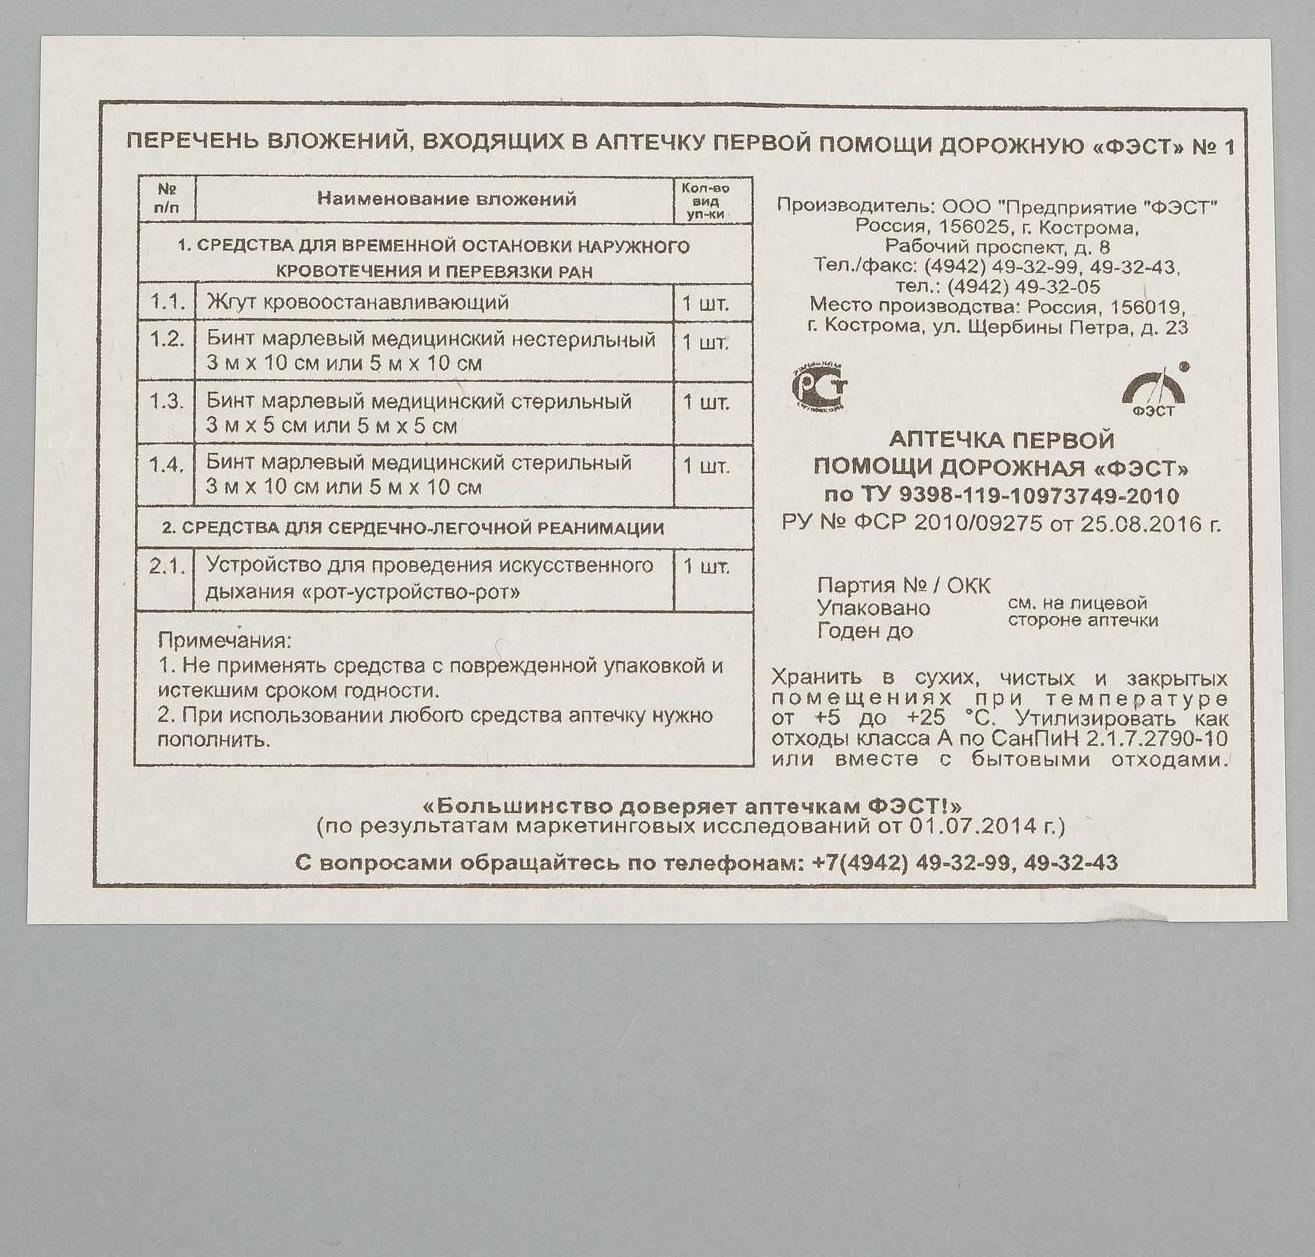 ПЕРЕЧЕНЬ ВЛОЖЕНИЙ, ВХОДЯЩИХ В АПТЕЧКУ ПЕРВОЙ ПОМОЩИ ДОРОЖНУЮ «ФЭСТ» № 1
№ п/п
Наименование вложений
Кол-во вид уп-ки
1. СРЕДСТВА ДЛЯ ВРЕМЕННОЙ ОСТАНОВКИ НАРУЖНОГО
КРОВОТЕЧЕНИЯ И ПЕРЕВЯЗКИ РАН
1.1. Жгут кровоостанавливающий 1 шт.
1.2. Бинт марлевый медицинский нестерильный 1 шт.
3 м х 10 см или 5 м х 10 см
1.3. Бинт марлевый медицинский стерильный 1 шт.
3 м х 5 см или 5 м х 5 см
1.4. Бинт марлевый медицинский стерильный 1 шт.
3 м х 10 см или 5 м х 10 см
2. СРЕДСТВА ДЛЯ СЕРДЕЧНО-ЛЕГОЧНОЙ РЕАНИМАЦИИ
2.1. Устройство для проведения искусственного 1 шт.
дыхания «рот-устройство-рот»
Примечания:
1. Не применять средства с поврежденной упаковкой и
истекшим сроком годности.
2. При использовании любого средства аптечку нужно
пополнить.
Производитель: ООО "Предприятие "ФЭСТ"
Россия, 156025, г. Кострома,
Рабочий проспект, д. 8
Тел./факс: (4942) 49-32-99, 49-32-43,
тел.: (4942) 49-32-05
Место производства: Россия, 156019,
г. Кострома, ул. Щербины Петра, д. 23
РСТ
ФЭСТ
АПТЕЧКА ПЕРВОЙ
ПОМОЩИ ДОРОЖНАЯ «ФЭСТ»
по ТУ 9398-119-10973749-2010
РУ № ФСР 2010/09275 от 25.08.2016 г.
Партия № / ОКК
Упаковано
Годен до
см. на лицевой
стороне аптечки
Хранить в сухих, чистых и закрытых
помещениях при температуре
от +5 до +25 °С. Утилизировать как
отходы класса А по СанПиН 2.1.7.2790-10
или вместе с бытовыми отходами.
«Большинство доверяет аптечкам ФЭСТ!»
(по результатам маркетинговых исследований от 01.07.2014 г.)
С вопросами обращайтесь по телефонам: +7(4942) 49-32-99, 49-32-43